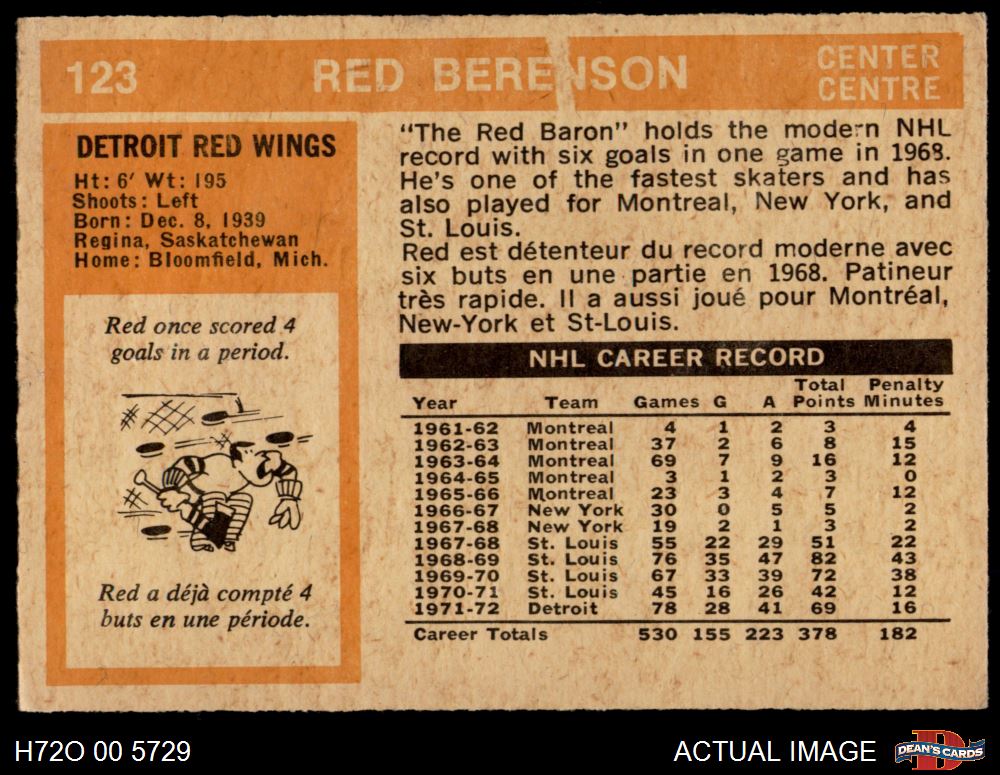 123 RED BERENSON CENTER
CENTRE
DETROIT RED WINGS
Ht: 6' Wt: 195
Shoots: Left
Born: Dec. 8, 1939
Regina, Saskatchewan
Home: Bloomfield, Mich.
Red once scored 4
goals in a period.
Red a déjà compté 4
buts en une période.
"The Red Baron" holds the modern NHL
record with six goals in one game in 1968.
He's one of the fastest skaters and has
also played for Montreal, New York, and
St. Louis.
Red est détenteur du record moderne avec
six buts en une partie en 1968. Patineur
très rapide. Il a aussi joué pour Montréal,
New-York et St-Louis.
NHL CAREER RECORD
Year Team Games G A Total Points Penalty Minutes
1961-62 Montreal 4 1 2 3 4
1962-63 Montreal 37 2 6 8 15
1963-64 Montreal 69 7 9 16 12
1964-65 Montreal 3 1 2 3 0
1965-66 Montreal 23 3 4 7 12
1966-67 New York 30 0 5 5 2
1967-68 New York 19 2 1 3 2
1967-68 St. Louis 55 22 29 51 22
1968-69 St. Louis 76 35 47 82 43
1969-70 St. Louis 67 33 39 72 38
1970-71 St. Louis 45 16 26 42 12
1971-72 Detroit 78 28 41 69 16
Career Totals 530 155 223 378 182
H72O 00 5729 ACTUAL IMAGE D DEAN'S CARDS